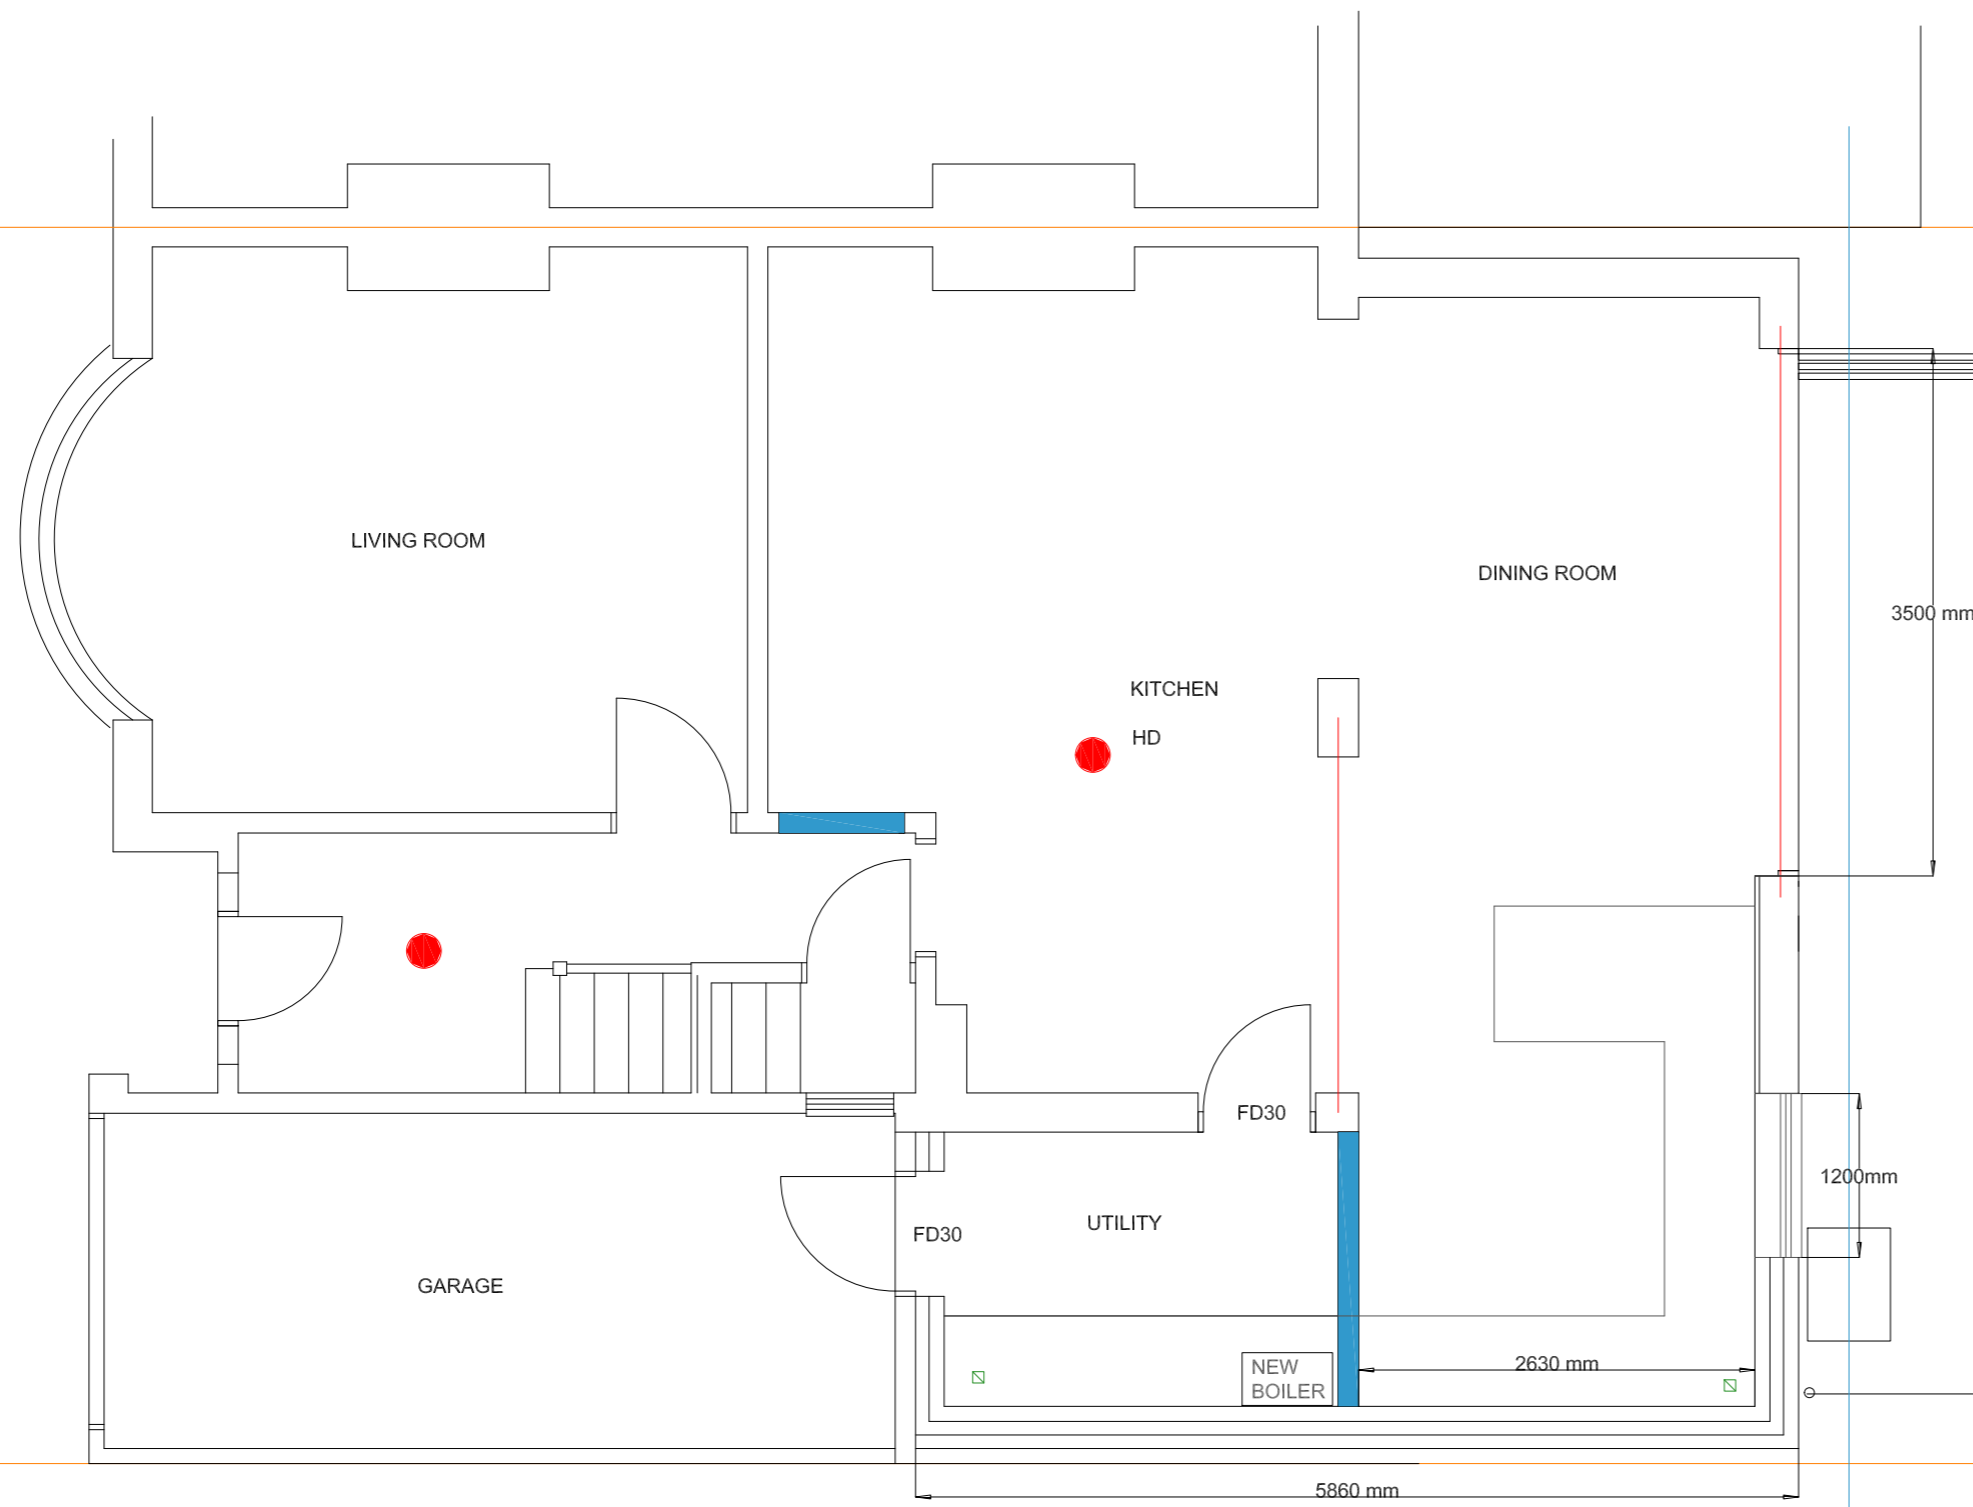 LIVING ROOM
DINING ROOM
3500 mm
KITCHEN
HD
FD30
1200mm
UTILITY
FD30
GARAGE
NEW
BOILER
2630 mm
5860 mm